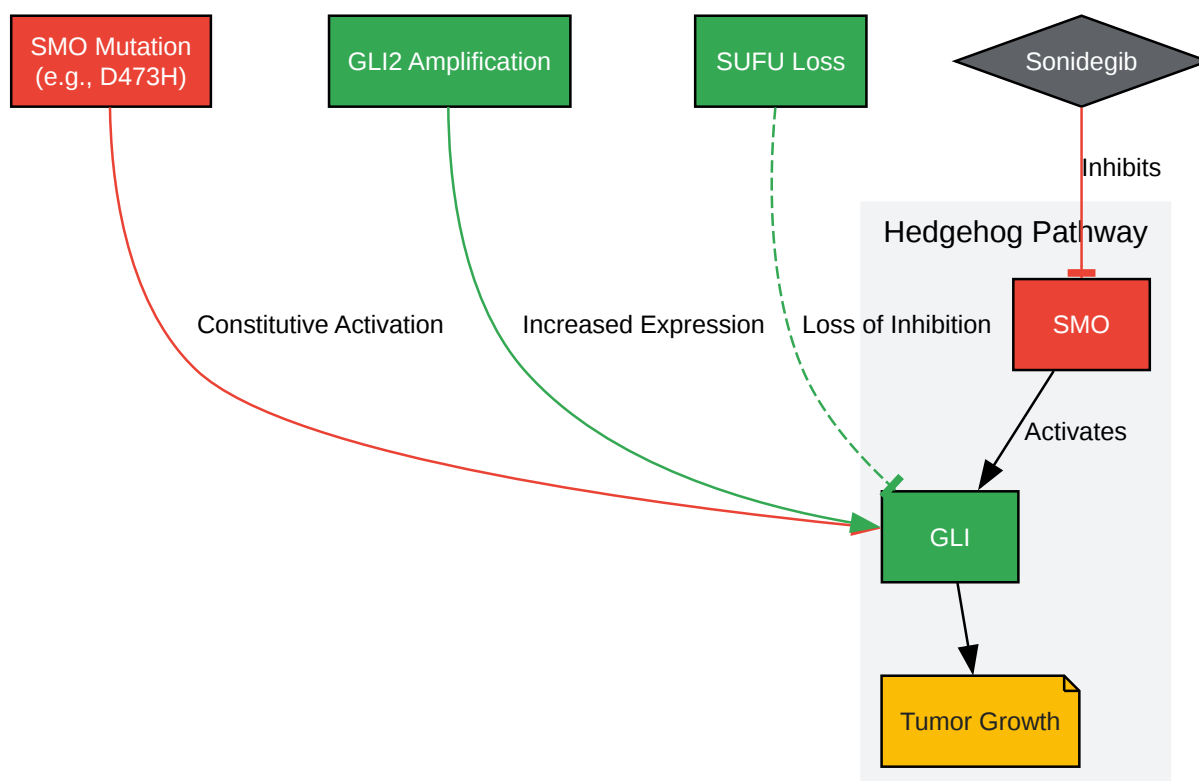 SMO Mutation
(e.g., D473H)
GLI2 Amplification
SUFU Loss
Sonidegib
Inhibits
Hedgehog Pathway
Constitutive Activation
Increased Expression
Loss of Inhibition
SMO
Activates
GLI
Tumor Growth